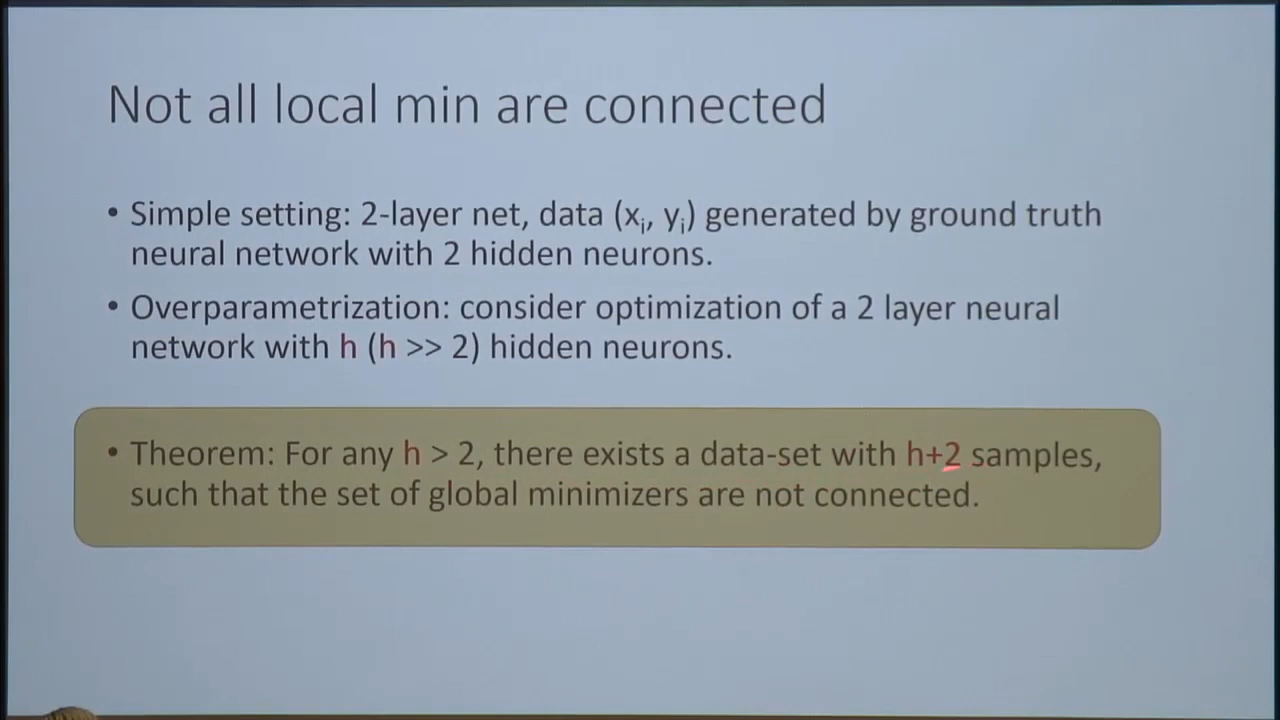 Not all local min are connected
• Simple setting: 2-layer net, data (xᵢ, yᵢ) generated by ground truth
neural network with 2 hidden neurons.
• Overparametrization: consider optimization of a 2 layer neural
network with h (h >> 2) hidden neurons.
• Theorem: For any h > 2, there exists a data-set with h+2 samples,
such that the set of global minimizers are not connected.